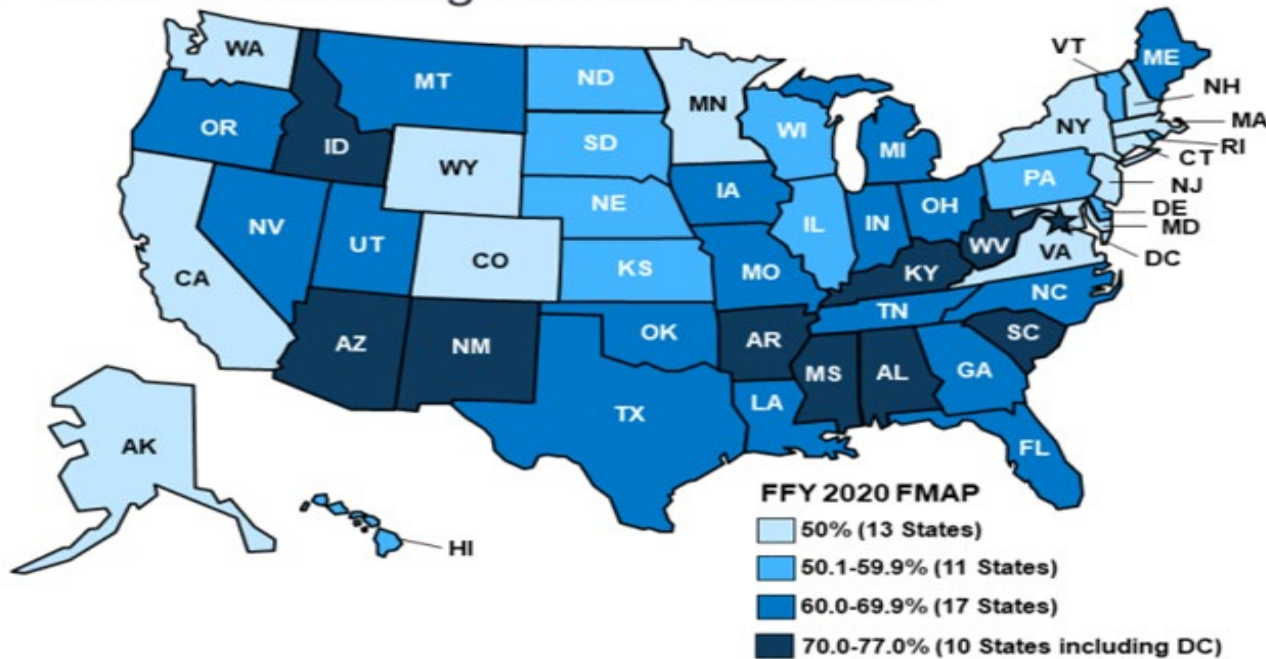 WA
MT
ND
MN
VT
ME
NH
MA
RI
CT
NJ
DE
MD
DC
OR
ID
WY
SD
WI
MI
NY
PA
NE
IA
IL
IN
OH
NV
UT
CO
KS
MO
KY
WV
VA
CA
AZ
NM
OK
AR
TN
NC
SC
MS
AL
GA
TX
LA
FL
AK
HI
FFY 2020 FMAP
50% (13 States)
50.1-59.9% (11 States)
60.0-69.9% (17 States)
70.0-77.0% (10 States including DC)